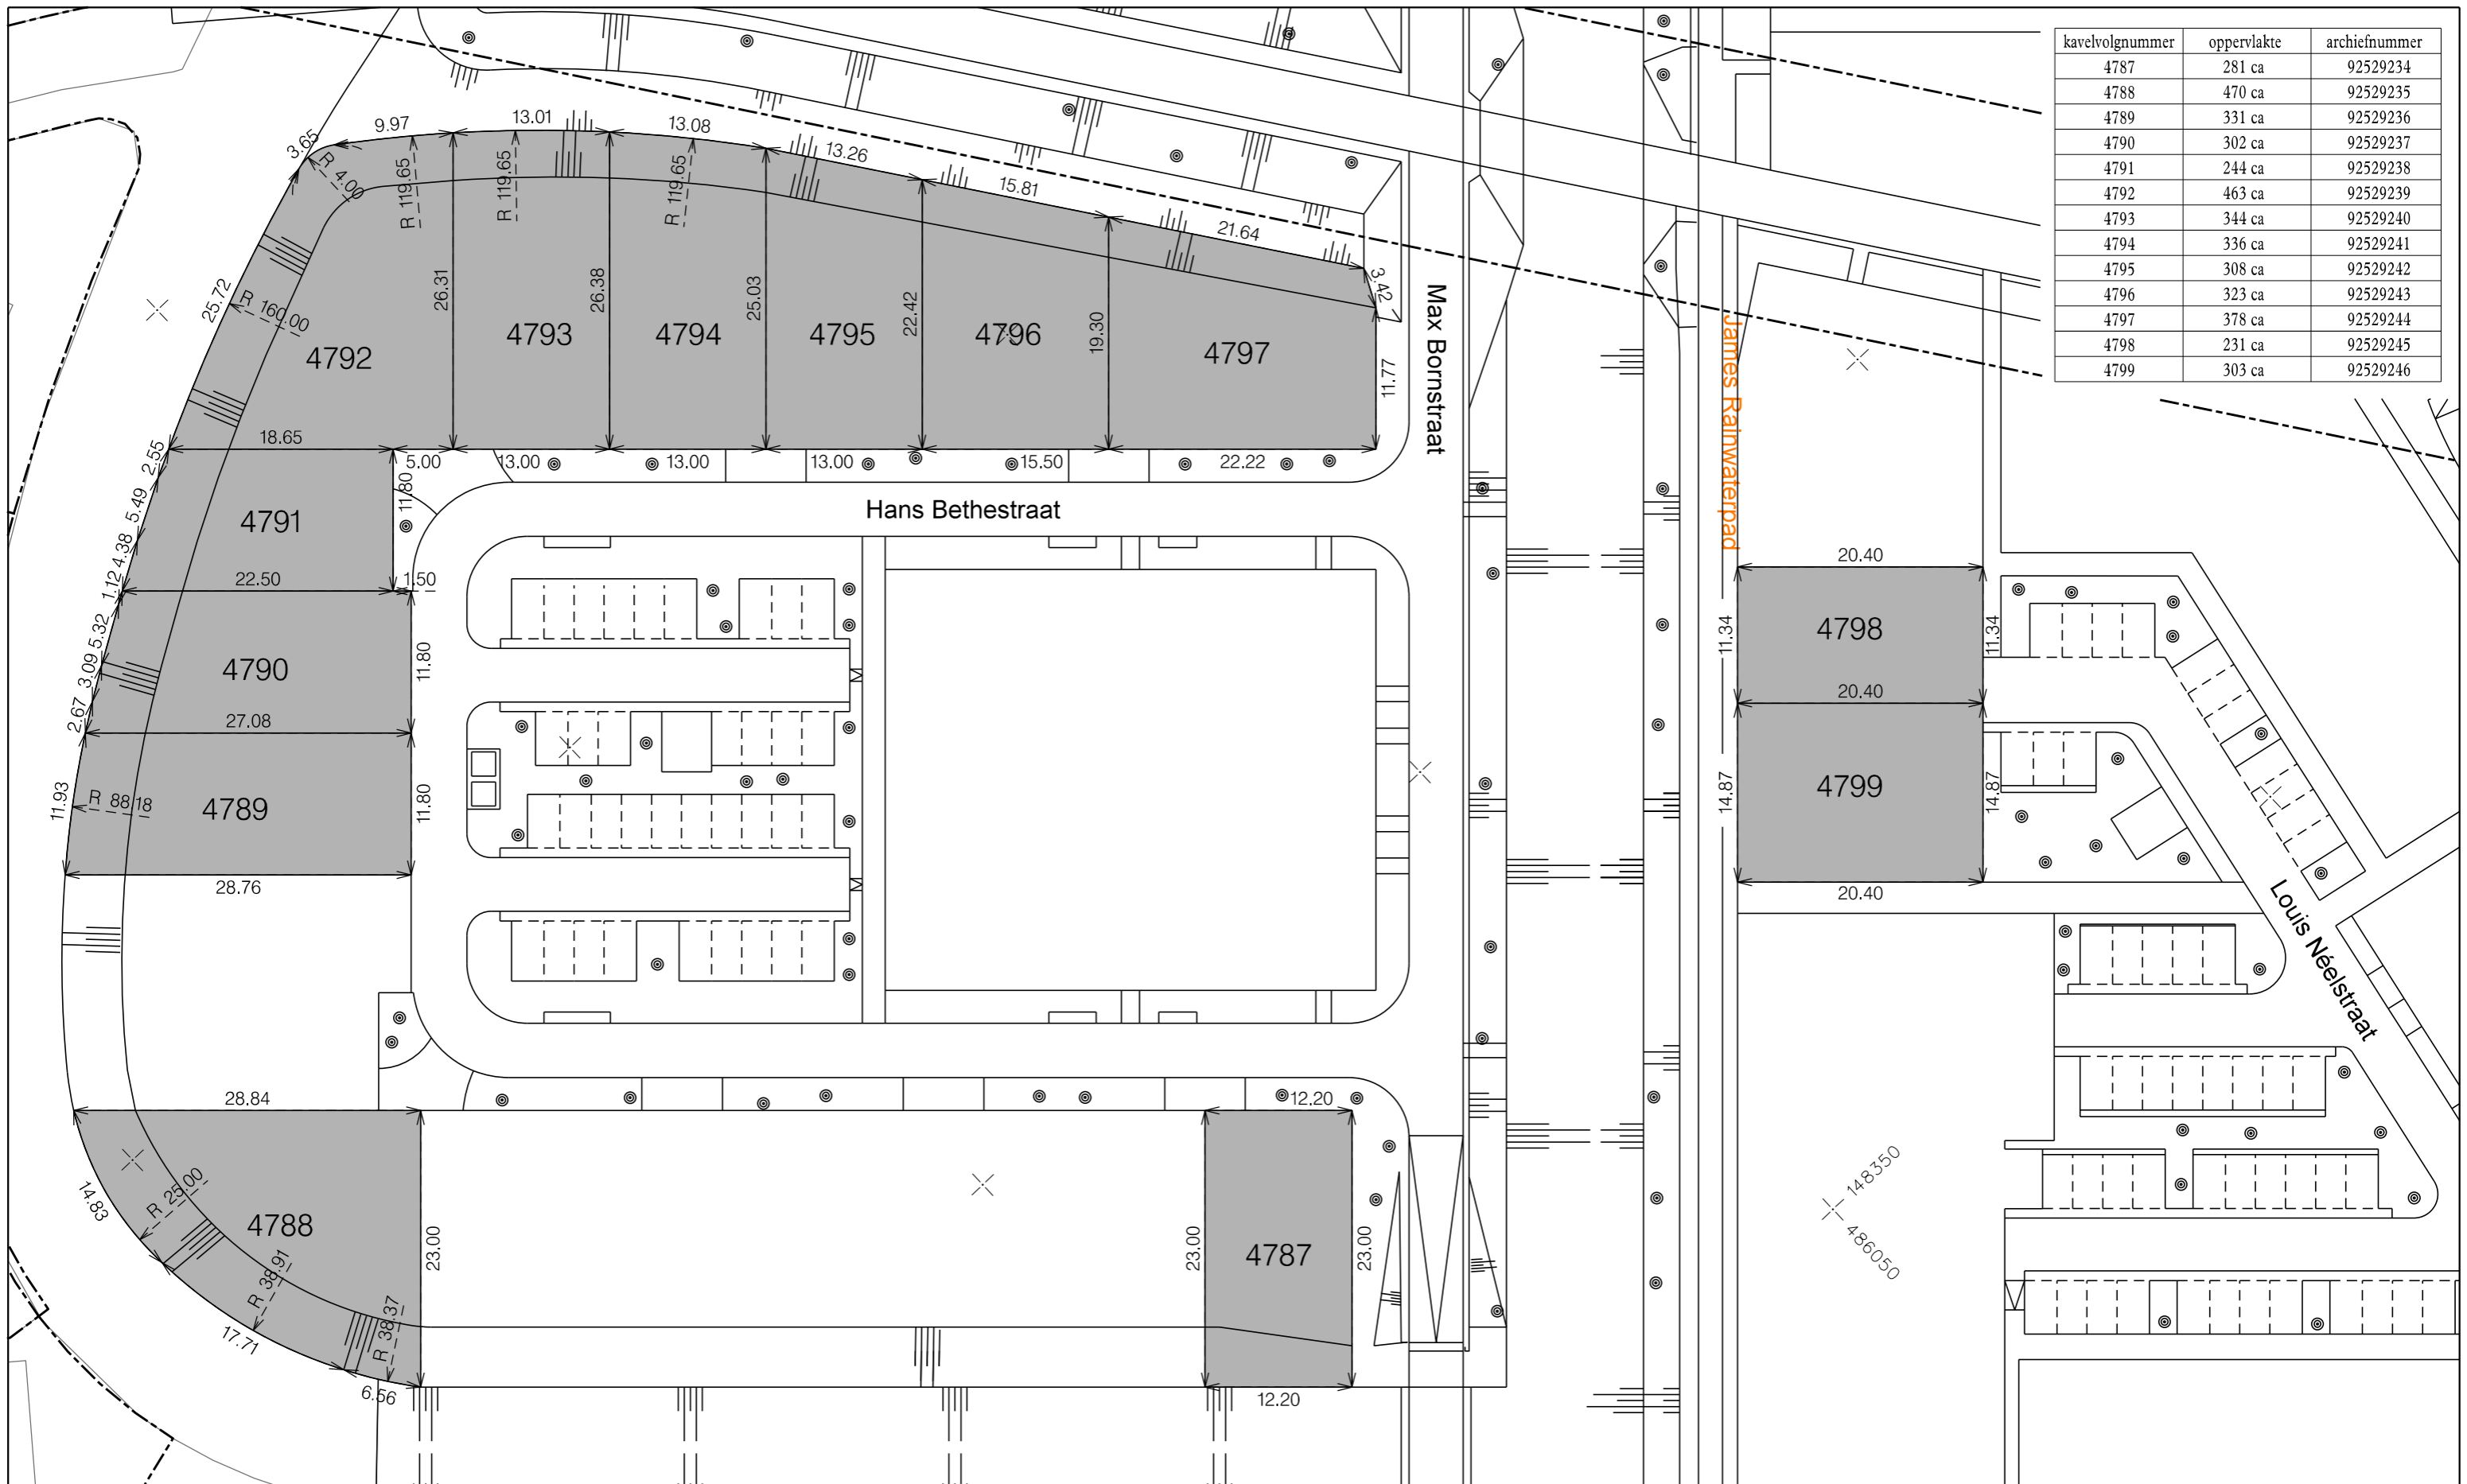 kavelvolgnummer oppervlakte archiefnummer
4787 281 ca 92529234
4788 470 ca 92529235
4789 331 ca 92529236
4790 302 ca 92529237
4791 244 ca 92529238
4792 463 ca 92529239
4793 344 ca 92529240
4794 336 ca 92529241
4795 308 ca 92529242
4796 323 ca 92529243
4797 378 ca 92529244
4798 231 ca 92529245
4799 303 ca 92529246
3.65
9.97
13.01
13.08
13.26
15.81
21.64
3.42
R 4.00
R 119.65
R 119.65
R 119.65
25.72
R 160.00
26.31
26.38
25.03
22.42
19.30
11.77
4792
4793
4794
4795
4796
4797
18.65
5.00
13.00
13.00
13.00
15.50
22.22
Max Bornstraat
James Rainwaterpad
Hans Bethestraat
2.55
5.49
4.38
1.12
11.80
4791
22.50
1.50
5.32
3.09
2.67
4790
11.80
27.08
11.93
R 88.18
4789
11.80
28.76
20.40
11.34
4798
11.34
20.40
14.87
4799
14.87
20.40
Louis Néelstraat
28.84
14.83
R 25.00
4788
R 38.91
R 38.37
17.71
6.56
23.00
12.20
23.00
4787
23.00
12.20
148350
486050